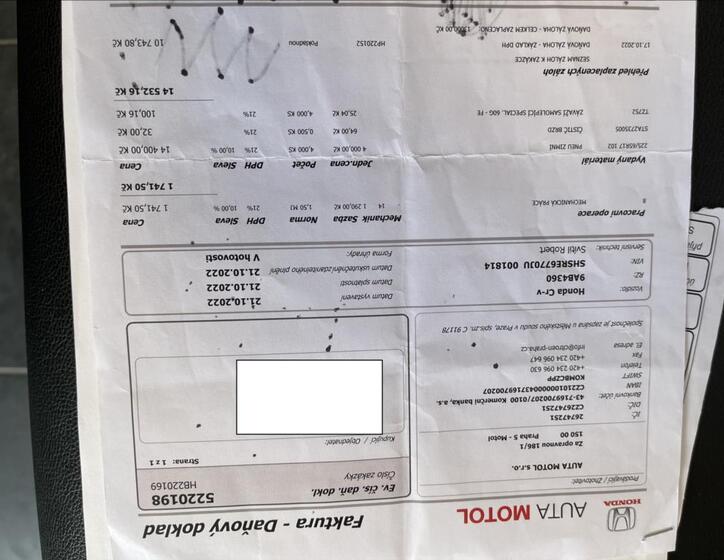 HONDA
AUTA MOTOL
Faktura - Daňový doklad
Prodávající / Zhotovitel:
AUTA MOTOL s.r.o.
Za opravnou 186/1
150 00 Praha 5 - Motol
IČ: 26747251
DIČ: CZ26747251
Bankovní účet: 43-7169700207/0100 Komerční banka, a.s.
IBAN CZ2101000000437169700207
SWIFT KOMBCZPP
Telefon +420 234 096 630
Fax +420 234 096 647
El. adresa info@citroen-praha.cz
Společnost je zapsána u Městského soudu v Praze, spis.zn. C 91178
Ev. čís. daň. dokl. 5220198
Číslo zakázky HB220169
Strana: 1 z 1
Kupující / Objednatel:
Vozidlo: Honda Cr-v
RZ: 9AB4360
VIN: SHSRE6770JU 001814
Servisní technik: Svitil Robert
Datum vystavení 21.10.2022
Datum splatnosti 21.10.2022
Datum uskutečnění zdanitelného plnění 21.10.2022
Forma úhrady: V hotovosti
Pracovní operace Mechanik Sazba Norma DPH Sleva Cena
8 MECHANICKÁ PRÁCE 14 1 290,00 Kč 1,50 MJ 21% 10,00 % 1 741,50 Kč
1 741,50 Kč
Vydaný materiál Jedn.cena Počet DPH Sleva Cena
225/65R17 102 PNEU ZIMNÍ 4 000,00 Kč 4,000 KS 21% 10,00 % 14 400,00 Kč
STA2735005 ČISTIČ BRZD 64,00 Kč 0,500 KS 21% 32,00 Kč
TZ752 ZÁVAŽÍ SAMOLEPÍCÍ SPECIAL. 60G - FE 25,04 Kč 4,000 KS 21% 100,16 Kč
14 532,16 Kč
Přehled zaplacených záloh
SEZNAM ZÁLOH K ZAKÁZCE
17.10.2022 DAŇOVÁ ZÁLOHA - ZÁKLAD DPH HP220152 Pokladnou 10 743,80 Kč
DAŇOVÁ ZÁLOHA - CELKEM ZAPLACENO: 13000,00 Kč